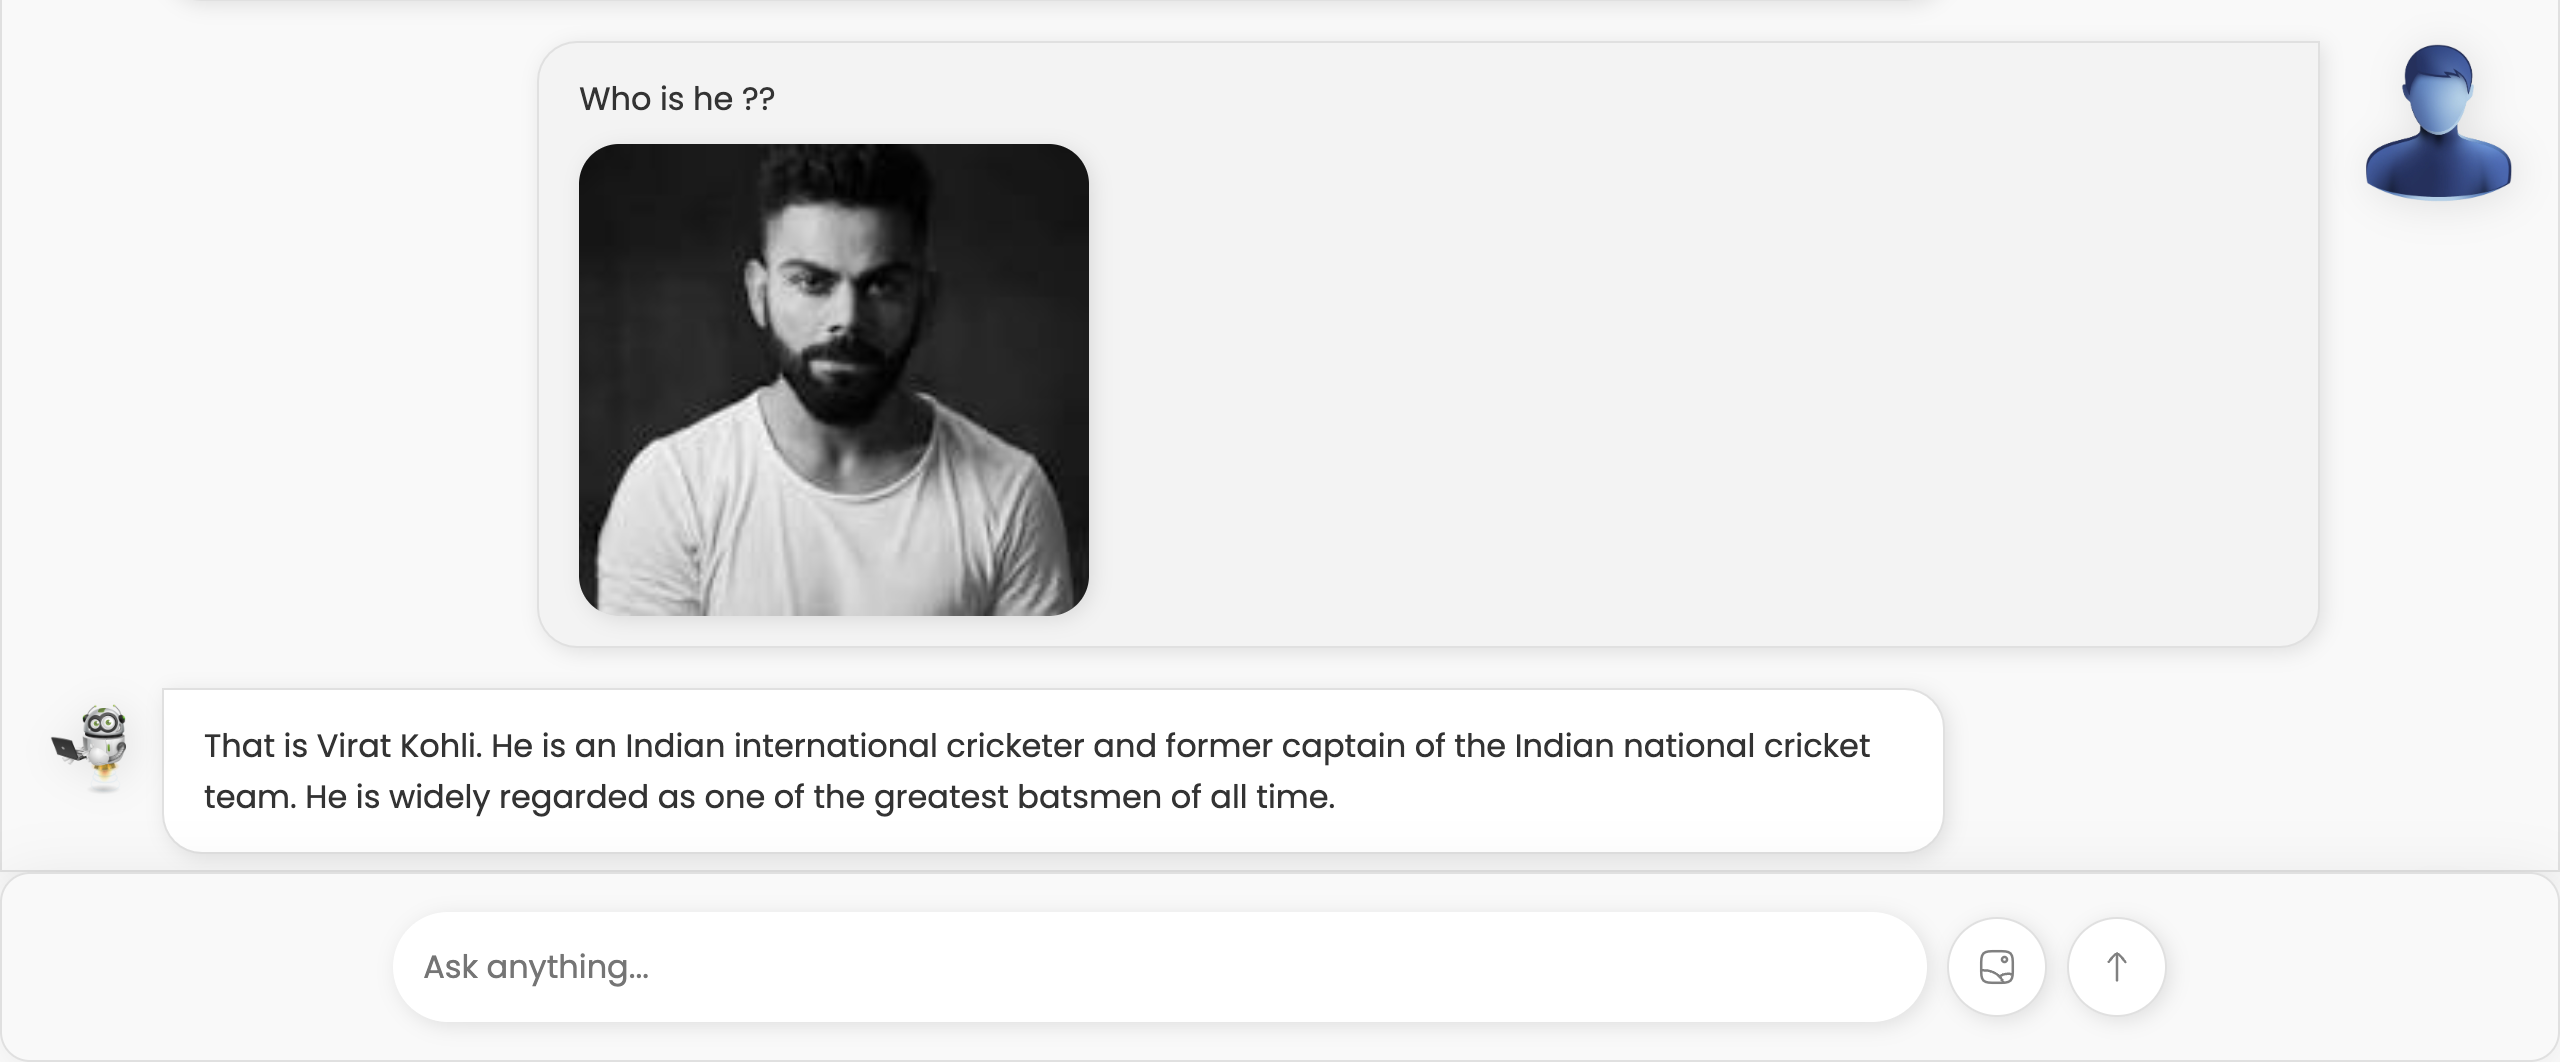 Who is he ??
That is Virat Kohli. He is an Indian international cricketer and former captain of the Indian national cricket
team. He is widely regarded as one of the greatest batsmen of all time.
Ask anything...